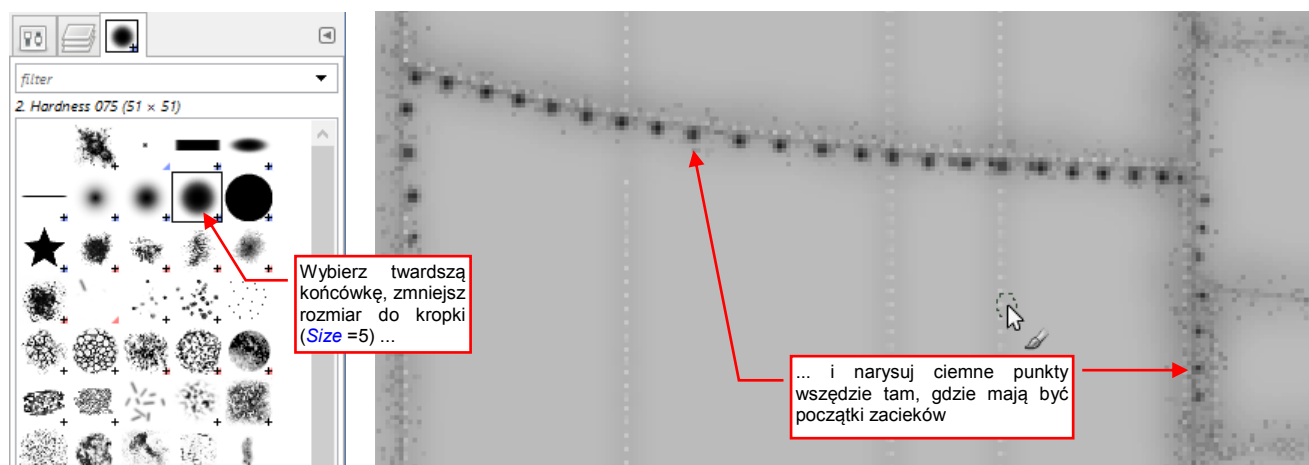 filter
2. Hardness 075 (51 × 51)
Wybierz twardszą
końcówkę, zmniejsz
rozmiar do kropki
(Size =5) ...
... i narysuj ciemne punkty
wszędzie tam, gdzie mają być
początki zacieków